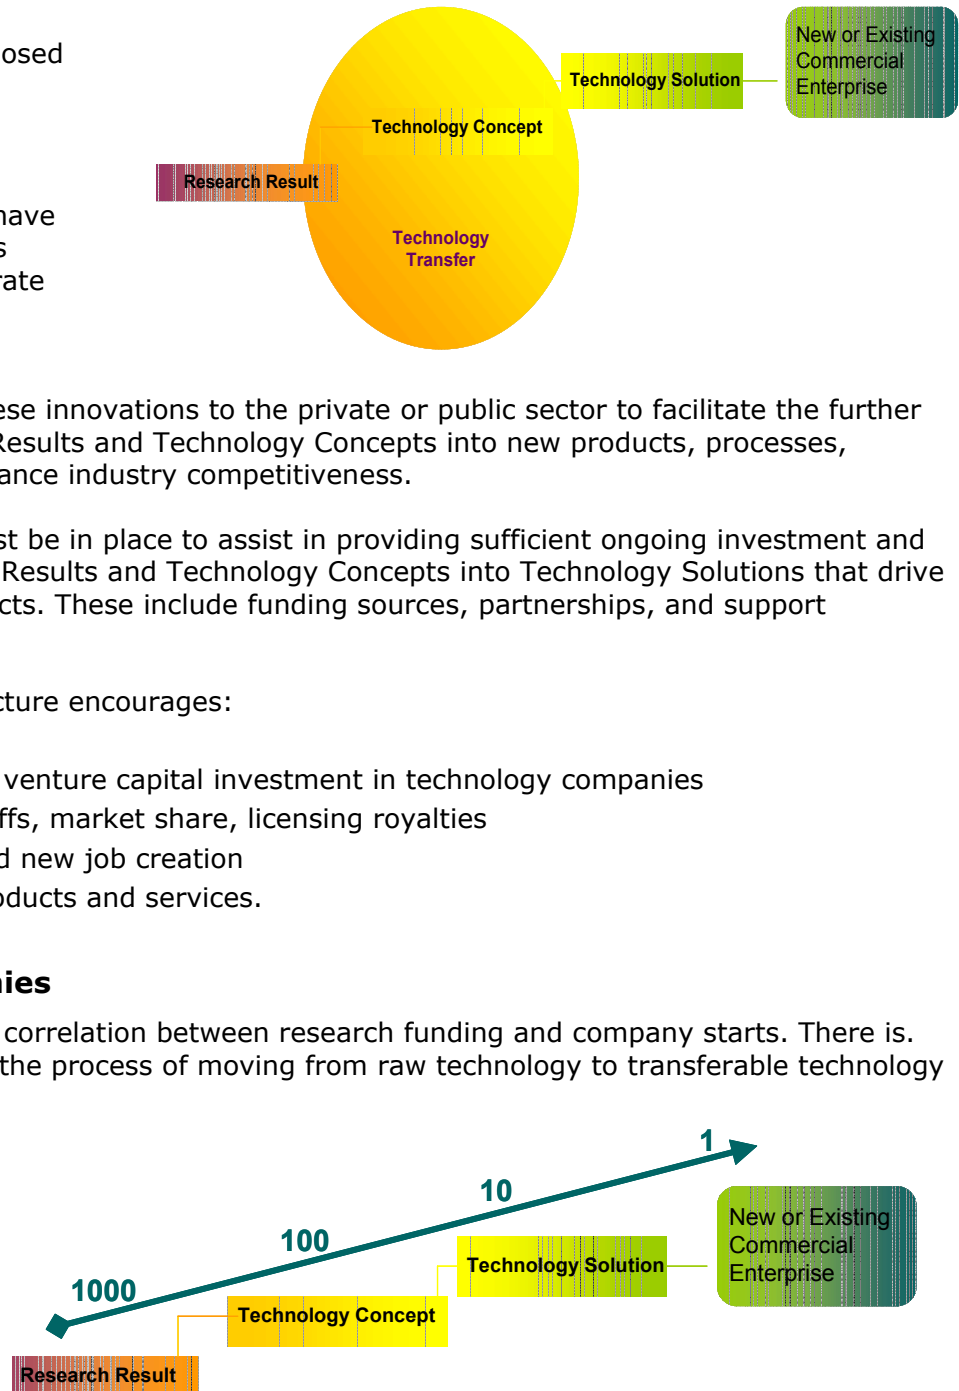 New or Existing
Commercial
Enterprise
osed
Technology Solution
Technology Concept
Research Result
have
s
rate
Technology
Transfer
ese innovations to the private or public sector to facilitate the further
Results and Technology Concepts into new products, processes,
ance industry competitiveness.
st be in place to assist in providing sufficient ongoing investment and
Results and Technology Concepts into Technology Solutions that drive
cts. These include funding sources, partnerships, and support
cture encourages:
venture capital investment in technology companies
ffs, market share, licensing royalties
d new job creation
oducts and services.
nies
correlation between research funding and company starts. There is.
the process of moving from raw technology to transferable technology
1
10
100
1000
New or Existing
Commercial
Enterprise
Technology Solution
Technology Concept
Research Result